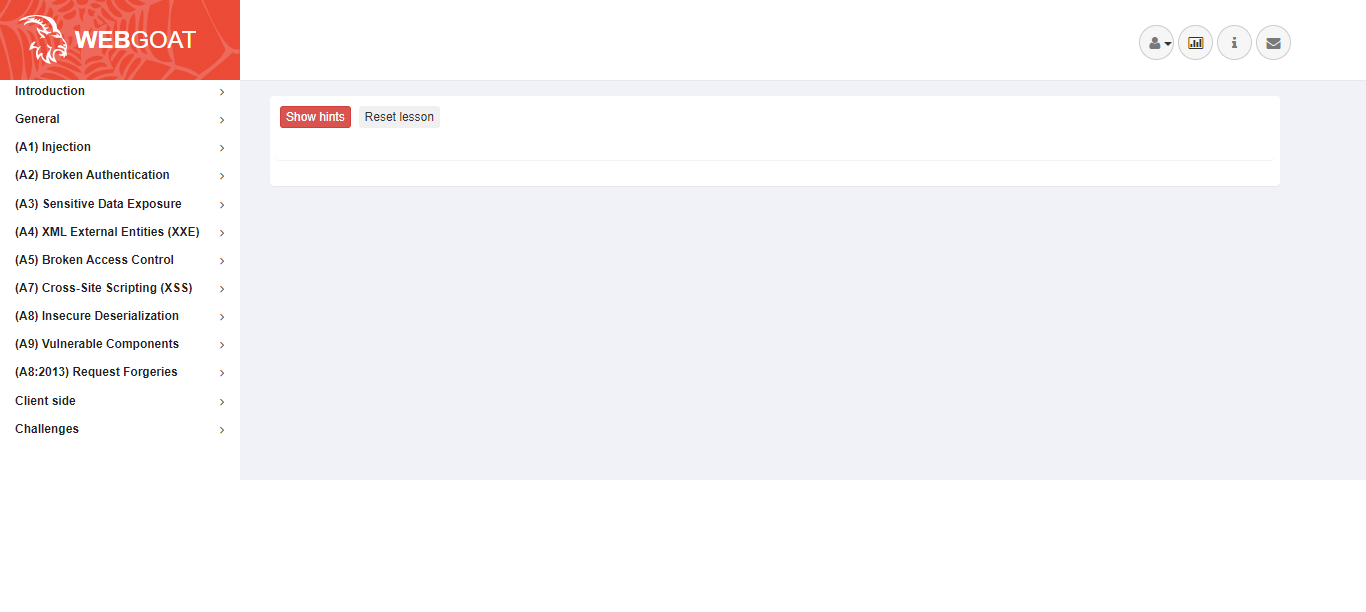 WEBGOAT
Introduction
General
(A1) Injection
(A2) Broken Authentication
(A3) Sensitive Data Exposure
(A4) XML External Entities (XXE)
(A5) Broken Access Control
(A7) Cross-Site Scripting (XSS)
(A8) Insecure Deserialization
(A9) Vulnerable Components
(A8:2013) Request Forgeries
Client side
Challenges
Show hints Reset lesson